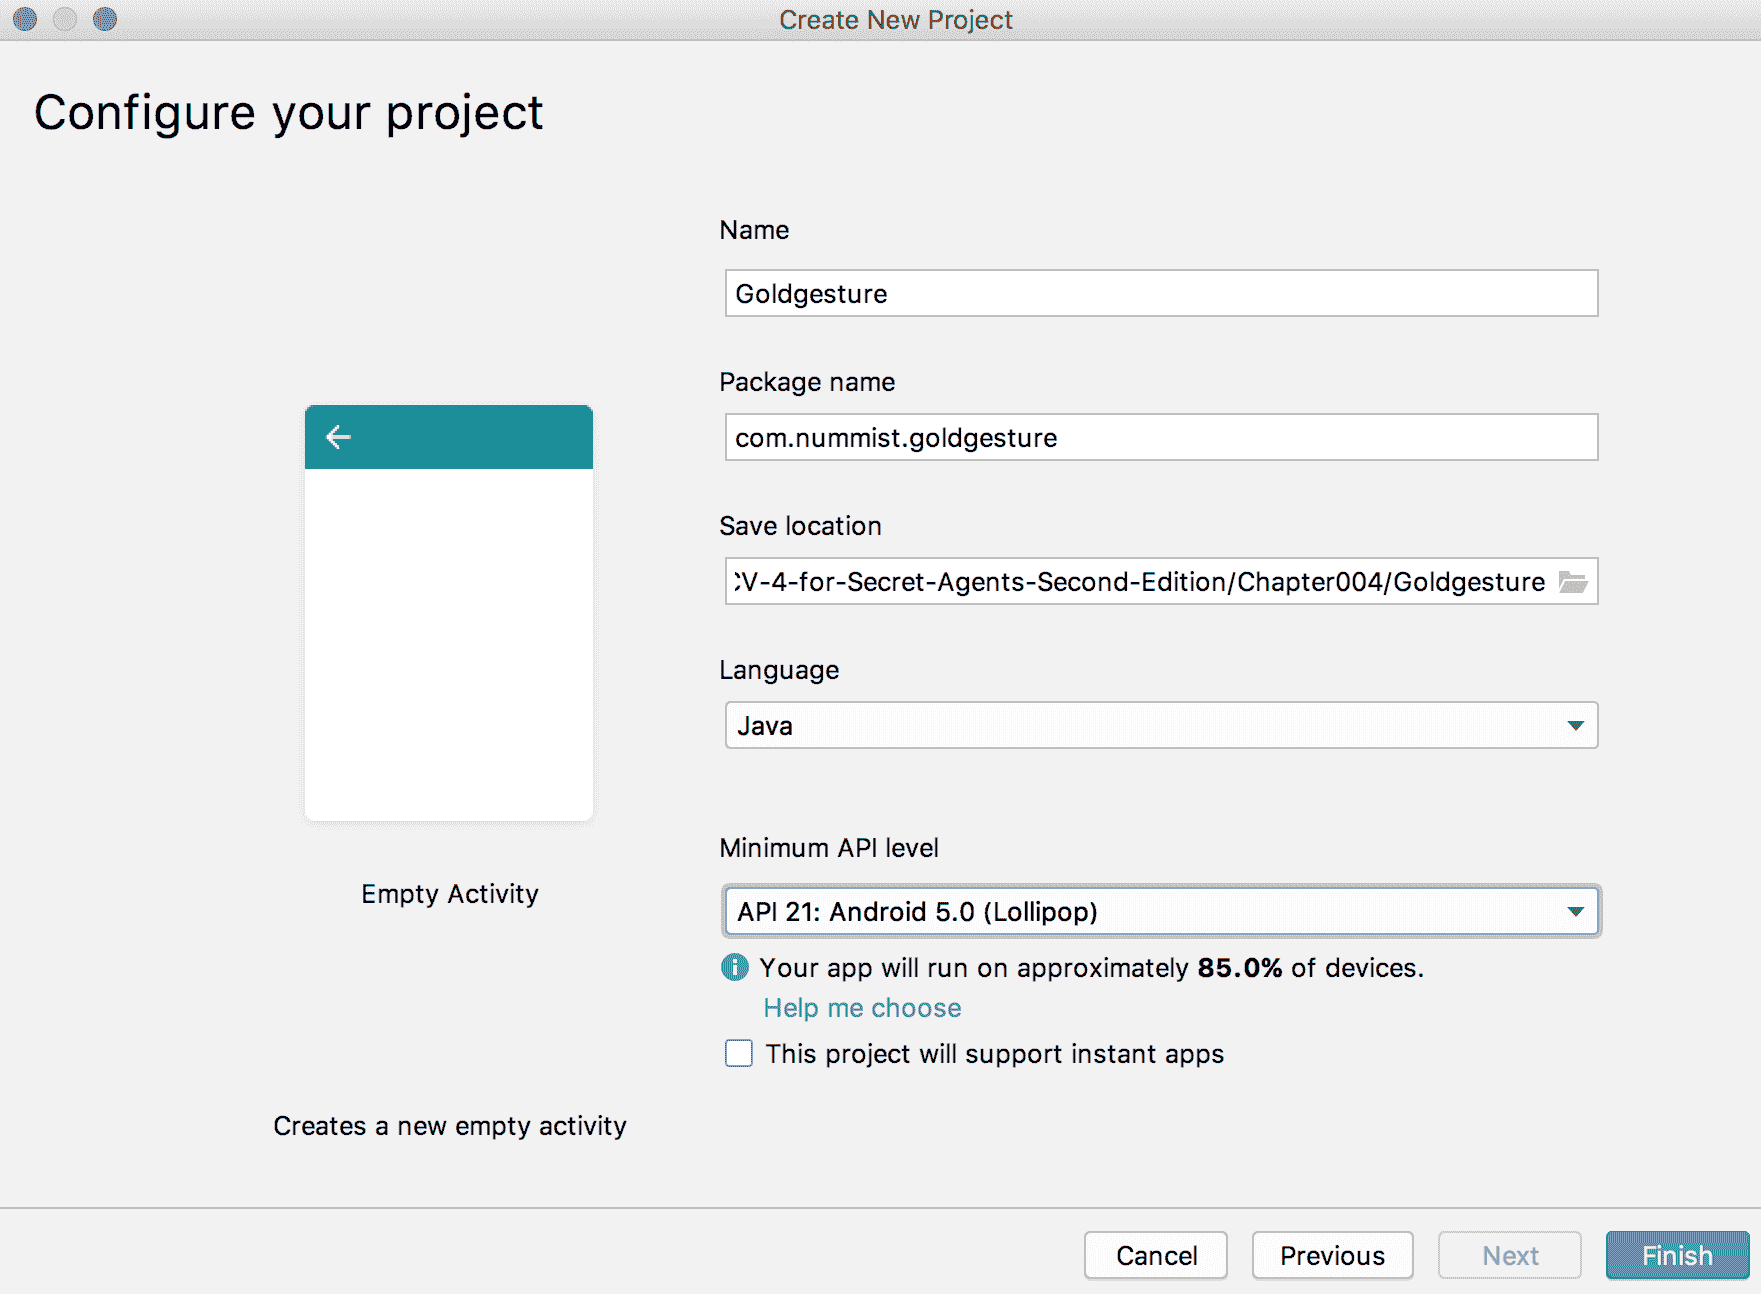 Create New Project
Configure your project
Name
Goldgesture
Package name
com.nummist.goldgesture
Save location
CV-4-for-Secret-Agents-Second-Edition/Chapter004/Goldgesture
Language
Java
Minimum API level
API 21: Android 5.0 (Lollipop)
Your app will run on approximately 85.0% of devices.
Help me choose
This project will support instant apps
Empty Activity
Creates a new empty activity
Cancel
Previous
Next
Finish